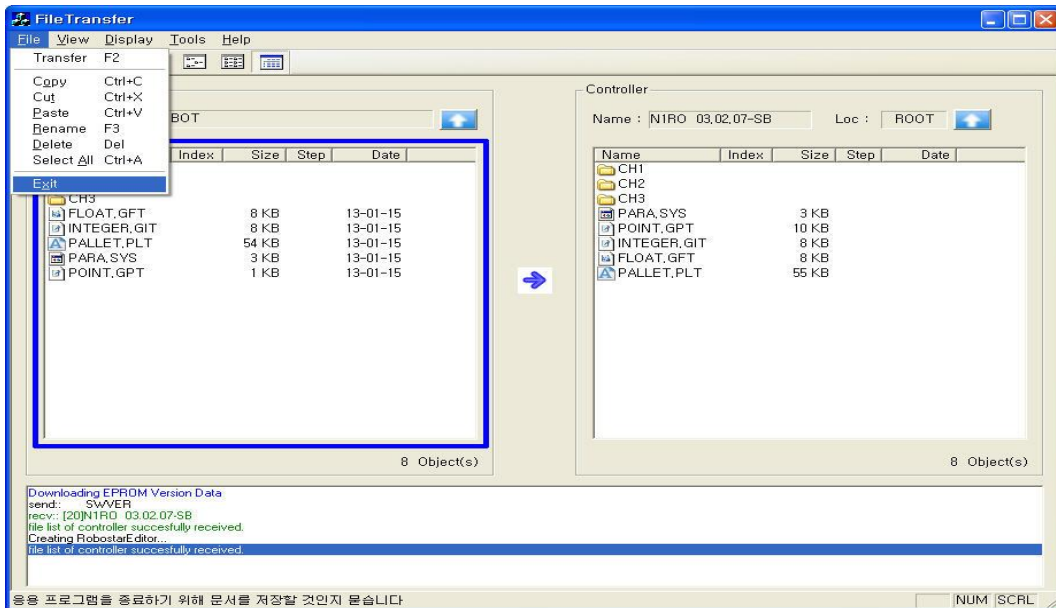 FileTransfer
File View Display Tools Help
Transfer F2
Copy Ctrl+C
Cut Ctrl+X
Paste Ctrl+V
Rename F3
Delete Del
Select All Ctrl+A
Exit
BOT
Index Size Step Date
CH3
FLOAT.GFT 8 KB 13-01-15
INTEGER.GIT 8 KB 13-01-15
PALLET.PLT 54 KB 13-01-15
PARA.SYS 3 KB 13-01-15
POINT.GPT 1 KB 13-01-15
8 Object(s)
Controller
Name : N1RO 03.02.07-SB Loc : ROOT
Name Index Size Step Date
CH1
CH2
CH3
PARA.SYS 3 KB
POINT.GPT 10 KB
INTEGER.GIT 8 KB
FLOAT.GFT 8 KB
PALLET.PLT 55 KB
8 Object(s)
Downloading EPROM Version Data
send:: SWVER
recv:: [20]N1RO 03.02.07-SB
file list of controller succesfully received.
Creating RobostarEditor...
file list of controller succesfully received.
응용 프로그램을 종료하기 위해 문서를 저장할 것인지 묻습니다
NUM SCRL